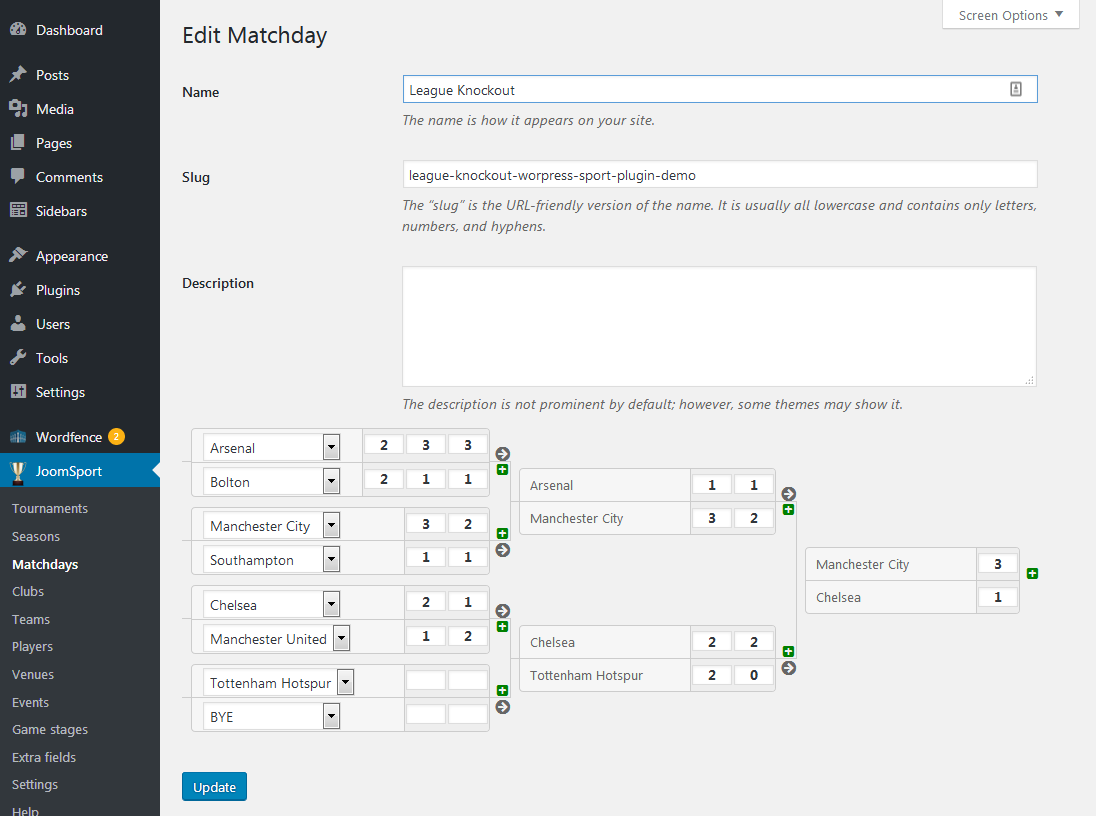 Dashboard
Posts
Media
Pages
Comments
Sidebars
Appearance
Plugins
Users
Tools
Settings
Wordfence 2
JoomSport
Tournaments
Seasons
Matchdays
Clubs
Teams
Players
Venues
Events
Game stages
Extra fields
Settings
Help
Screen Options
Edit Matchday
Name
League Knockout
The name is how it appears on your site.
Slug
league-knockout-worpress-sport-plugin-demo
The “slug” is the URL-friendly version of the name. It is usually all lowercase and contains only letters,
numbers, and hyphens.
Description
The description is not prominent by default; however, some themes may show it.
Arsenal 2 3 3
Bolton 2 1 1
Manchester City 3 2
Southampton 1 1
Chelsea 2 1
Manchester United 1 2
Tottenham Hotspur
BYE
Arsenal 1 1
Manchester City 3 2
Chelsea 2 2
Tottenham Hotspur 2 0
Manchester City 3
Chelsea 1
Update